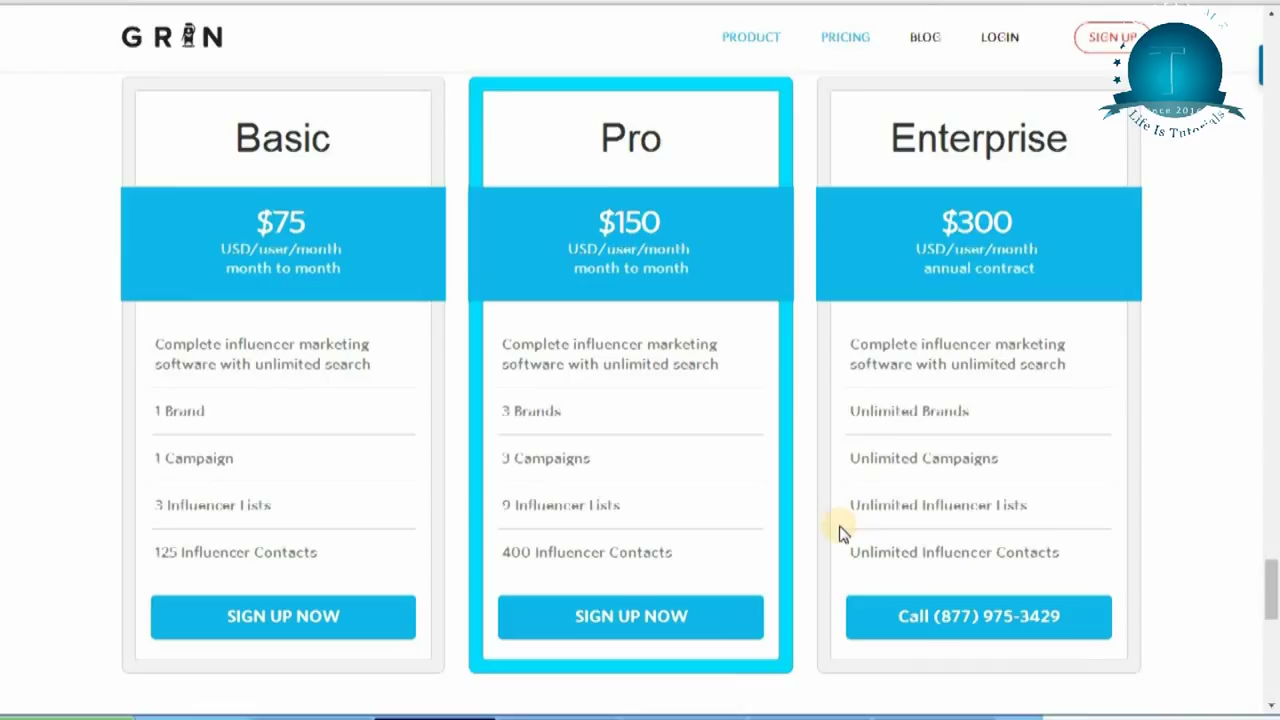 GRIN
PRODUCT
PRICING
BLOG
LOGIN
SIGN UP
T
Since 2016
Life Is Tutorials
Basic
$75
USD/user/month
month to month
Complete influencer marketing
software with unlimited search
1 Brand
1 Campaign
3 Influencer Lists
125 Influencer Contacts
SIGN UP NOW
Pro
$150
USD/user/month
month to month
Complete influencer marketing
software with unlimited search
3 Brands
Campaigns
9 Influencer Lists
400 Influencer Contacts
SIGN UP NOW
Enterprise
$300
USD/user/month
annual contract
Complete influencer marketing
software with unlimited search
Unlimited Brands
Unlimited Campaigns
Unlimited Influencer Lists
Unlimited Influencer Contacts
Call (877) 975-3429